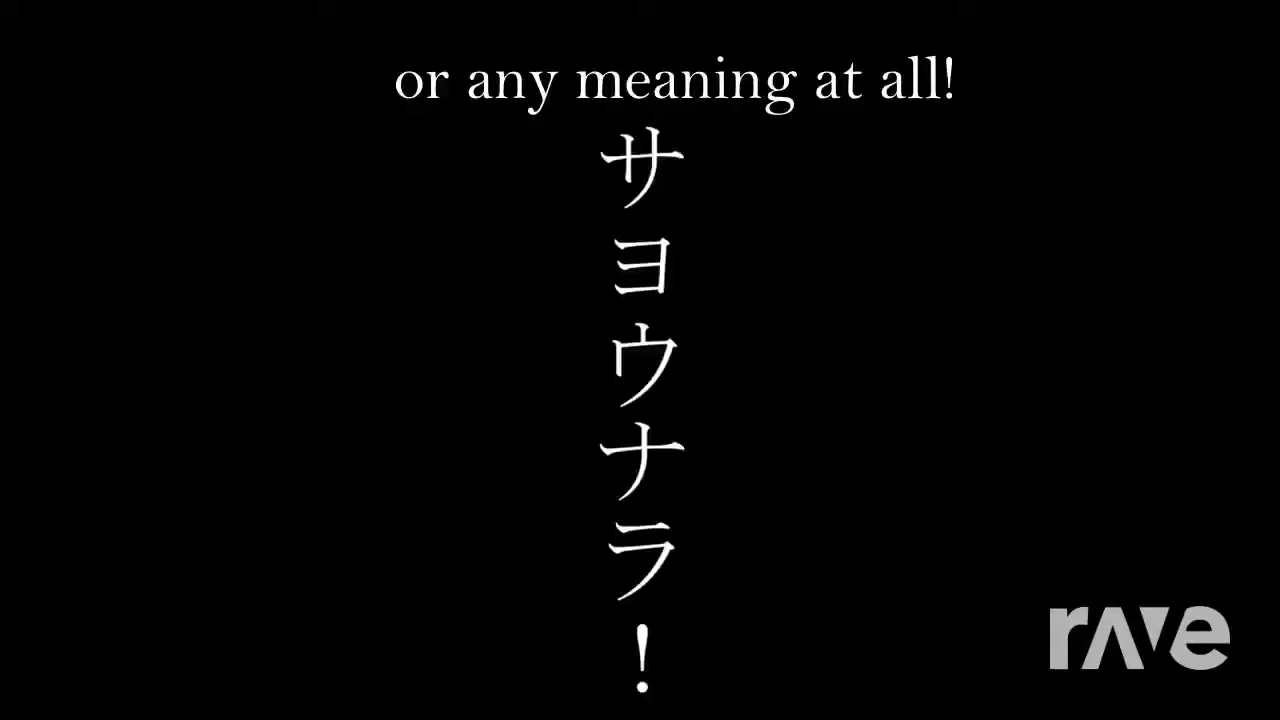 or any meaning at all!
サヨウナラ！
rave